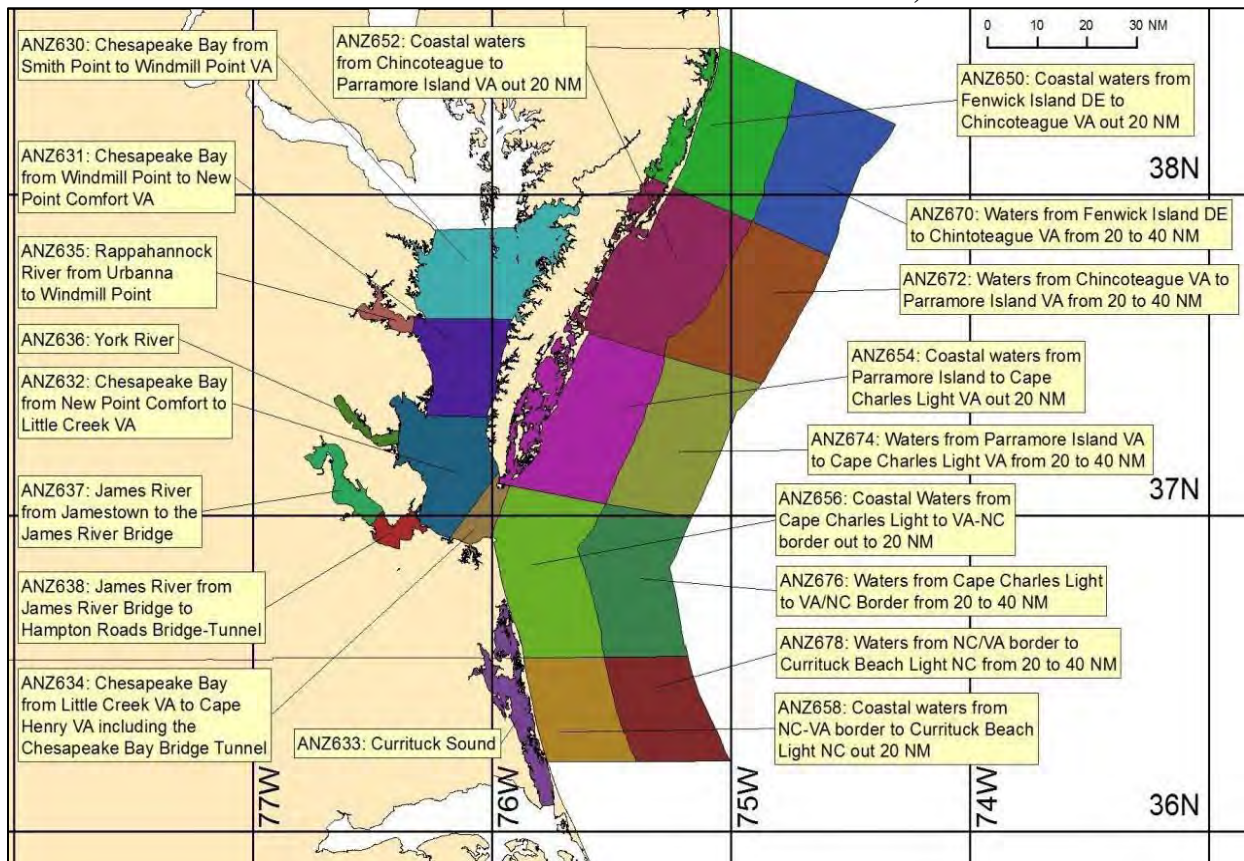 ANZ630: Chesapeake Bay from
Smith Point to Windmill Point VA
ANZ652: Coastal waters
from Chincoteague to
Parramore Island VA out 20 NM
0 10 20 30 NM
ANZ650: Coastal waters from
Fenwick Island DE to
Chincoteague VA out 20 NM
ANZ631: Chesapeake Bay
from Windmill Point to New
Point Comfort VA
38N
ANZ670: Waters from Fenwick Island DE
to Chintoteague VA from 20 to 40 NM
ANZ635: Rappahannock
River from Urbanna
to Windmill Point
ANZ672: Waters from Chincoteague VA to
Parramore Island VA from 20 to 40 NM
ANZ636: York River
ANZ654: Coastal waters from
Parramore Island to Cape
Charles Light VA out 20 NM
ANZ632: Chesapeake Bay
from New Point Comfort to
Little Creek VA
ANZ674: Waters from Parramore Island VA
to Cape Charles Light VA from 20 to 40 NM
ANZ637: James River
from Jamestown to the
James River Bridge
ANZ656: Coastal Waters from
Cape Charles Light to VA-NC
border out to 20 NM
37N
ANZ638: James River from
James River Bridge to
Hampton Roads Bridge-Tunnel
ANZ676: Waters from Cape Charles Light
to VA/NC Border from 20 to 40 NM
ANZ678: Waters from NC/VA border to
Currituck Beach Light NC from 20 to 40 NM
ANZ634: Chesapeake Bay
from Little Creek VA to Cape
Henry VA including the
Chesapeake Bay Bridge Tunnel
ANZ633: Currituck Sound
ANZ658: Coastal waters from
NC-VA border to Currituck Beach
Light NC out 20 NM
77W
76W
75W
74W
36N